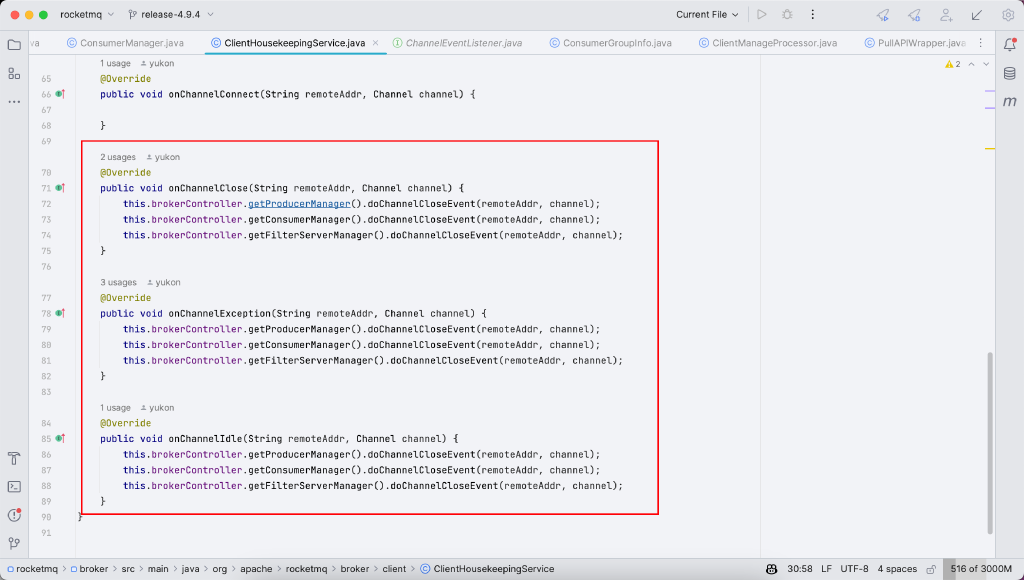 rocketmq release-4.9.4 Current File
va ConsumerManager.java ClientHousekeepingService.java ChannelEventListener.java ConsumerGroupInfo.java ClientManageProcessor.java PullAPIWrapper.java
1 usage yukon
2
65 @Override
66 public void onChannelConnect(String remoteAddr, Channel channel) {
67
68 }
69
2 usages yukon
70 @Override
71 public void onChannelClose(String remoteAddr, Channel channel) {
72 this.brokerController.getProducerManager().doChannelCloseEvent(remoteAddr, channel);
73 this.brokerController.getConsumerManager().doChannelCloseEvent(remoteAddr, channel);
74 this.brokerController.getFilterServerManager().doChannelCloseEvent(remoteAddr, channel);
75 }
76
3 usages yukon
77 @Override
78 public void onChannelException(String remoteAddr, Channel channel) {
79 this.brokerController.getProducerManager().doChannelCloseEvent(remoteAddr, channel);
80 this.brokerController.getConsumerManager().doChannelCloseEvent(remoteAddr, channel);
81 this.brokerController.getFilterServerManager().doChannelCloseEvent(remoteAddr, channel);
82 }
83
1 usage yukon
84 @Override
85 public void onChannelIdle(String remoteAddr, Channel channel) {
86 this.brokerController.getProducerManager().doChannelCloseEvent(remoteAddr, channel);
87 this.brokerController.getConsumerManager().doChannelCloseEvent(remoteAddr, channel);
88 this.brokerController.getFilterServerManager().doChannelCloseEvent(remoteAddr, channel);
89 }
90 }
91
rocketmq > broker > src > main > java > org > apache > rocketmq > broker > client > ClientHousekeepingService 30:58 LF UTF-8 4 spaces 516 of 3000M